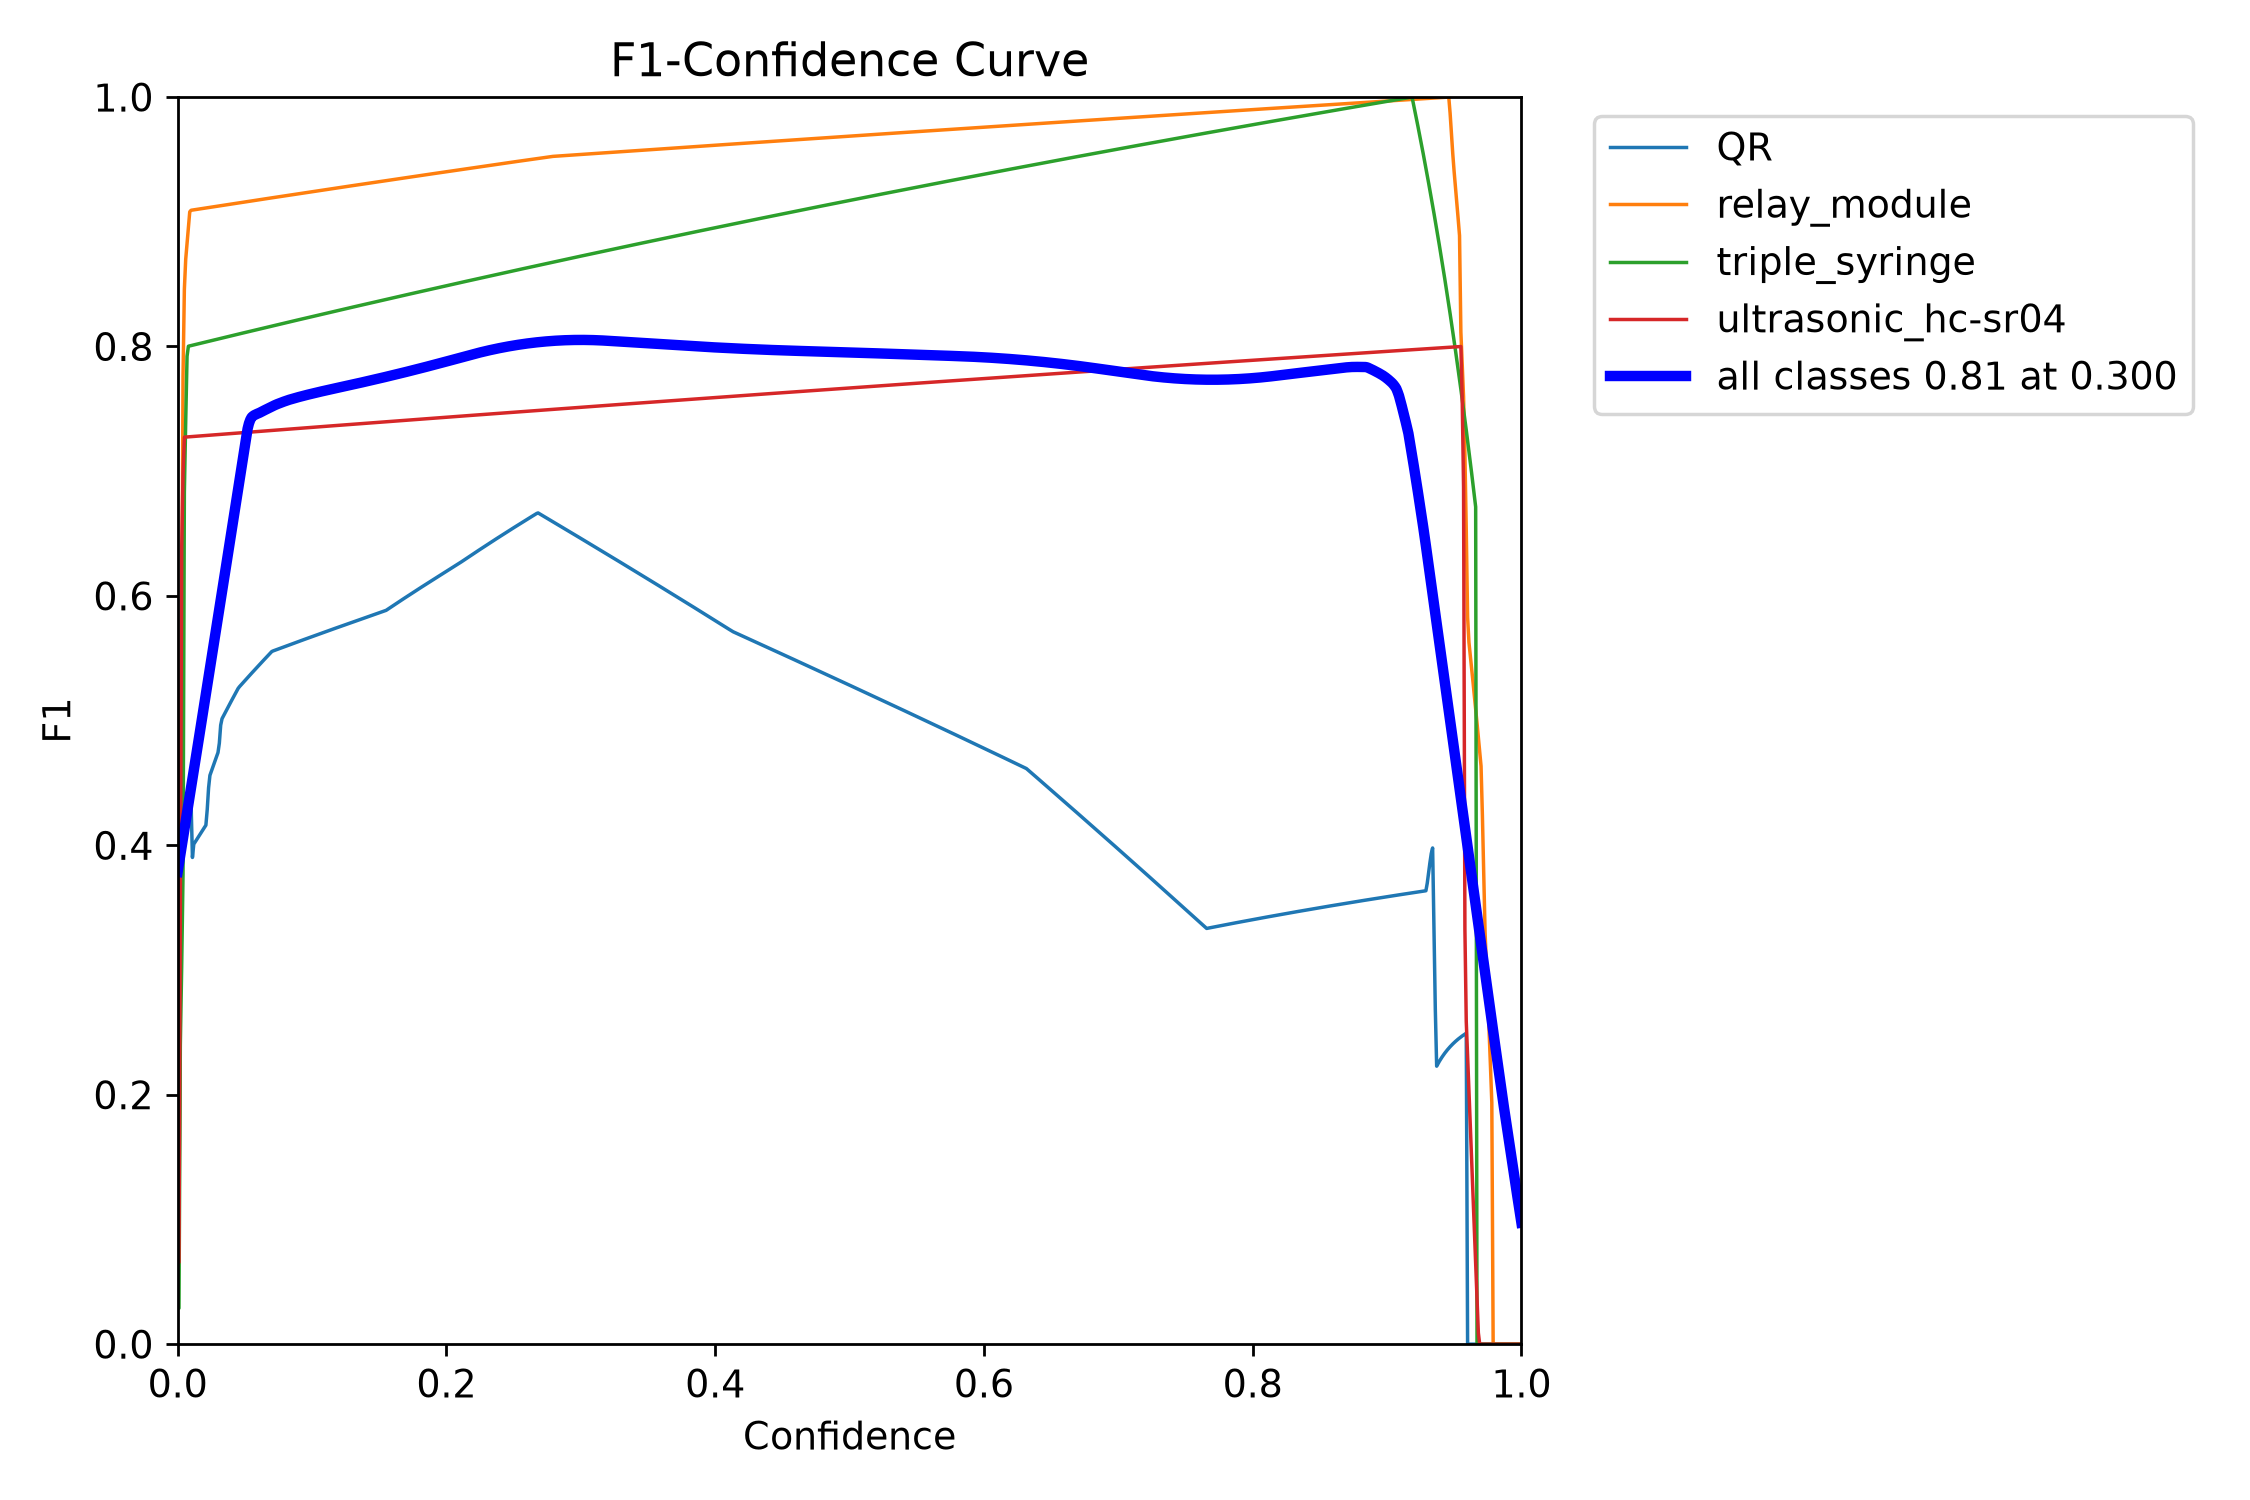 F1-Confidence Curve
1.0
0.8
0.6
0.4
0.2
0.0
F1
0.0 0.2 0.4 0.6 0.8 1.0
Confidence
QR
relay_module
triple_syringe
ultrasonic_hc-sr04
all classes 0.81 at 0.300